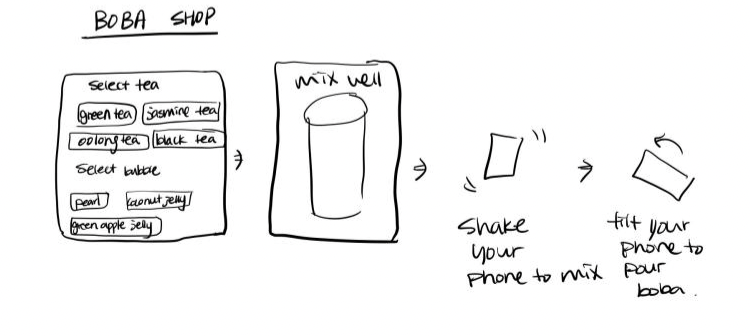 BOBA SHOP
Select tea
green tea
jasmine tea
oolong tea
black tea
Select bubble
pearl
coconut jelly
green apple jelly
mix well
shake
your
phone to mix
tilt your
phone to
pour
boba.